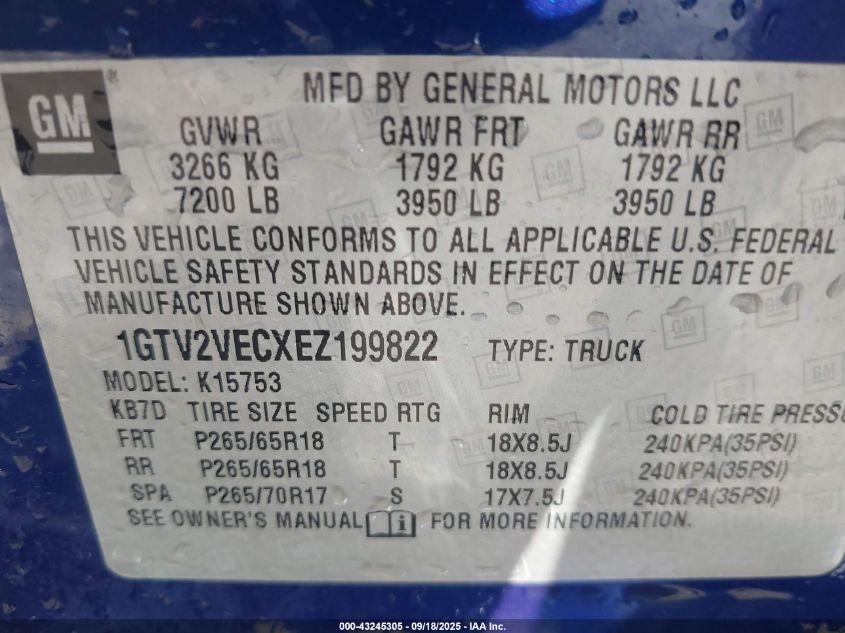 GM ®
MFD BY GENERAL MOTORS LLC
GVWR GAWR FRT GAWR RR
3266 KG 1792 KG 1792 KG
7200 LB 3950 LB 3950 LB
THIS VEHICLE CONFORMS TO ALL APPLICABLE U.S. FEDERAL
VEHICLE SAFETY STANDARDS IN EFFECT ON THE DATE OF
MANUFACTURE SHOWN ABOVE.
1GTV2VECXEZ199822 TYPE: TRUCK
MODEL: K15753
KB7D TIRE SIZE SPEED RTG RIM COLD TIRE PRESSU
FRT P265/65R18 T 18X8.5J 240KPA(35PSI)
RR P265/65R18 T 18X8.5J 240KPA(35PSI)
SPA P265/70R17 S 17X7.5J 240KPA(35PSI)
SEE OWNER'S MANUAL i FOR MORE INFORMATION.
000-43245305 - 09/18/2025 - IAA Inc.